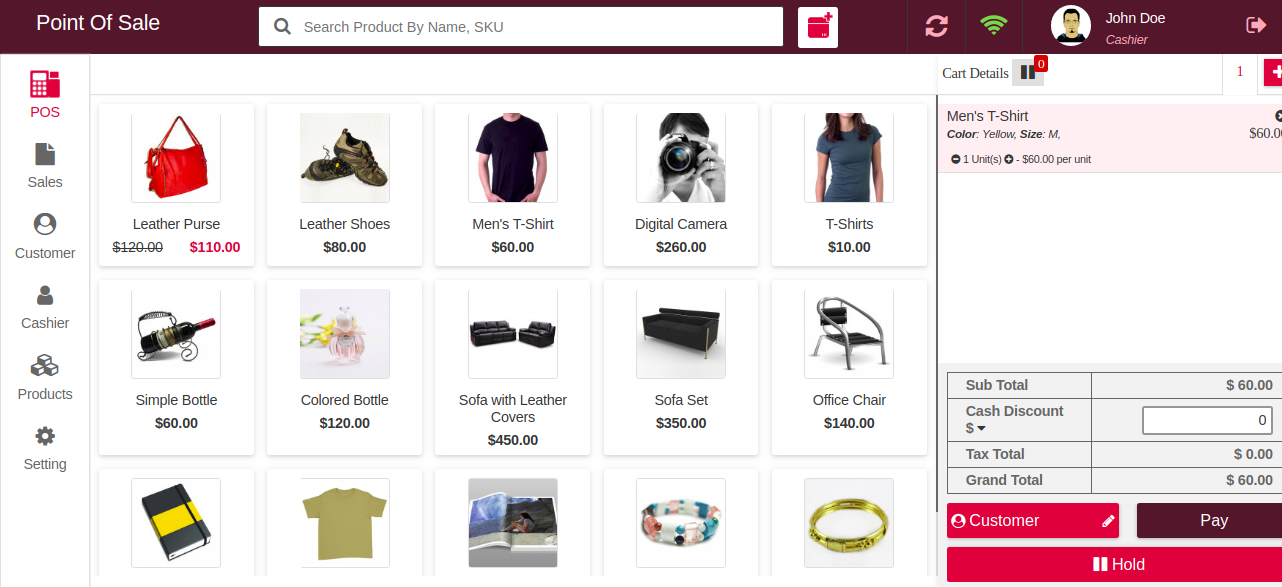 Point Of Sale
Search Product By Name, SKU
John Doe
Cashier
POS
Sales
Customer
Cashier
Products
Setting
Leather Purse
$120.00 $110.00
Leather Shoes
$80.00
Men's T-Shirt
$60.00
Digital Camera
$260.00
T-Shirts
$10.00
Simple Bottle
$60.00
Colored Bottle
$120.00
Sofa with Leather
Covers
$450.00
Sofa Set
$350.00
Office Chair
$140.00
Cart Details 0
1
Men's T-Shirt
Color: Yellow, Size: M, $60.00
1 Unit(s) - $60.00 per unit
Sub Total $ 60.00
Cash Discount
$ 0
Tax Total $ 0.00
Grand Total $ 60.00
Customer
Pay
Hold